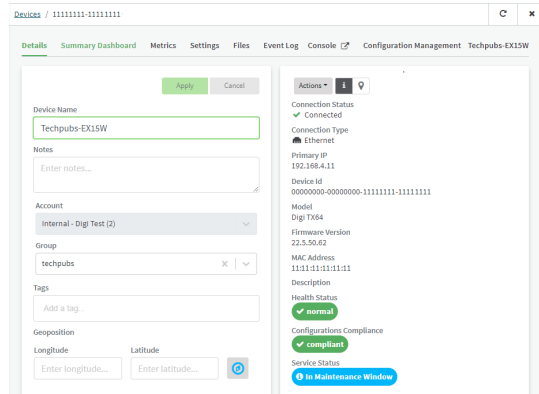 Devices / 11111111-11111111
Details Summary Dashboard Metrics Settings Files Event Log Console Configuration Management Techpubs-EX15W
Apply Cancel
Device Name
Techpubs-EX15W
Notes
Enter notes...
Account
Internal - Digi Test (2)
Group
techpubs
Tags
Add a tag..
Geoposition
Longitude Latitude
Enter longitude... Enter latitude...
Actions
Connection Status
Connected
Connection Type
Ethernet
Primary IP
192.168.4.11
Device Id
00000000-00000000-11111111-11111111
Model
Digi TX64
Firmware Version
22.5.50.62
MAC Address
11:11:11:11:11:11
Description
Health Status
normal
Configurations Compliance
compliant
Service Status
In Maintenance Window